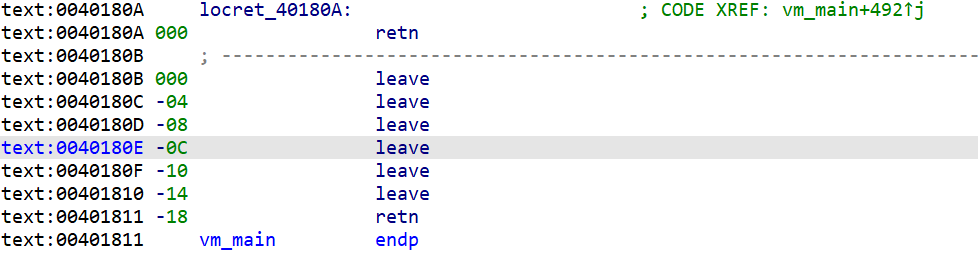 text:0040180A locret_40180A: ; CODE XREF: vm_main+492↑j
text:0040180A 000 retn
text:0040180B ; ---------------------------------------------------------------------------
text:0040180B 000 leave
text:0040180C -04 leave
text:0040180D -08 leave
text:0040180E -0C leave
text:0040180F -10 leave
text:00401810 -14 leave
text:00401811 -18 retn
text:00401811 vm_main endp